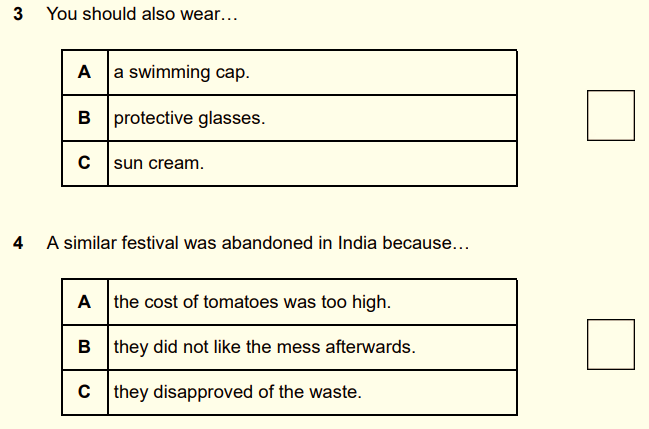 3 You should also wear…
A a swimming cap.
B protective glasses.
C sun cream.
4 A similar festival was abandoned in India because…
A the cost of tomatoes was too high.
B they did not like the mess afterwards.
C they disapproved of the waste.